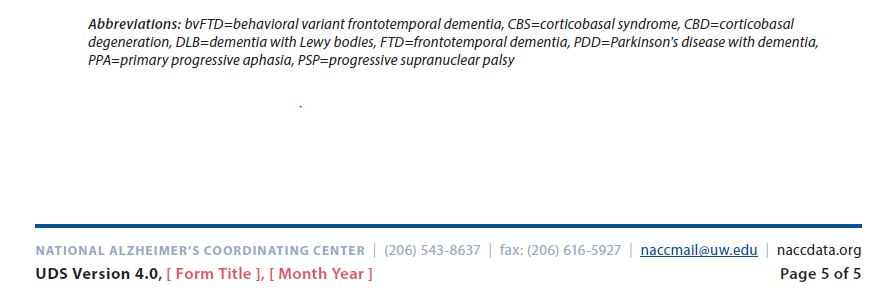 Abbreviations: bvFTD=behavioral variant frontotemporal dementia, CBS=corticobasal syndrome, CBD=corticobasal
degeneration, DLB=dementia with Lewy bodies, FTD=frontotemporal dementia, PDD=Parkinson's disease with dementia,
PPA=primary progressive aphasia, PSP=progressive supranuclear palsy
NATIONAL ALZHEIMER'S COORDINATING CENTER | (206) 543-8637 | fax: (206) 616-5927 | naccmail@uw.edu | naccdata.org
UDS Version 4.0, [ Form Title ], [ Month Year ] Page 5 of 5